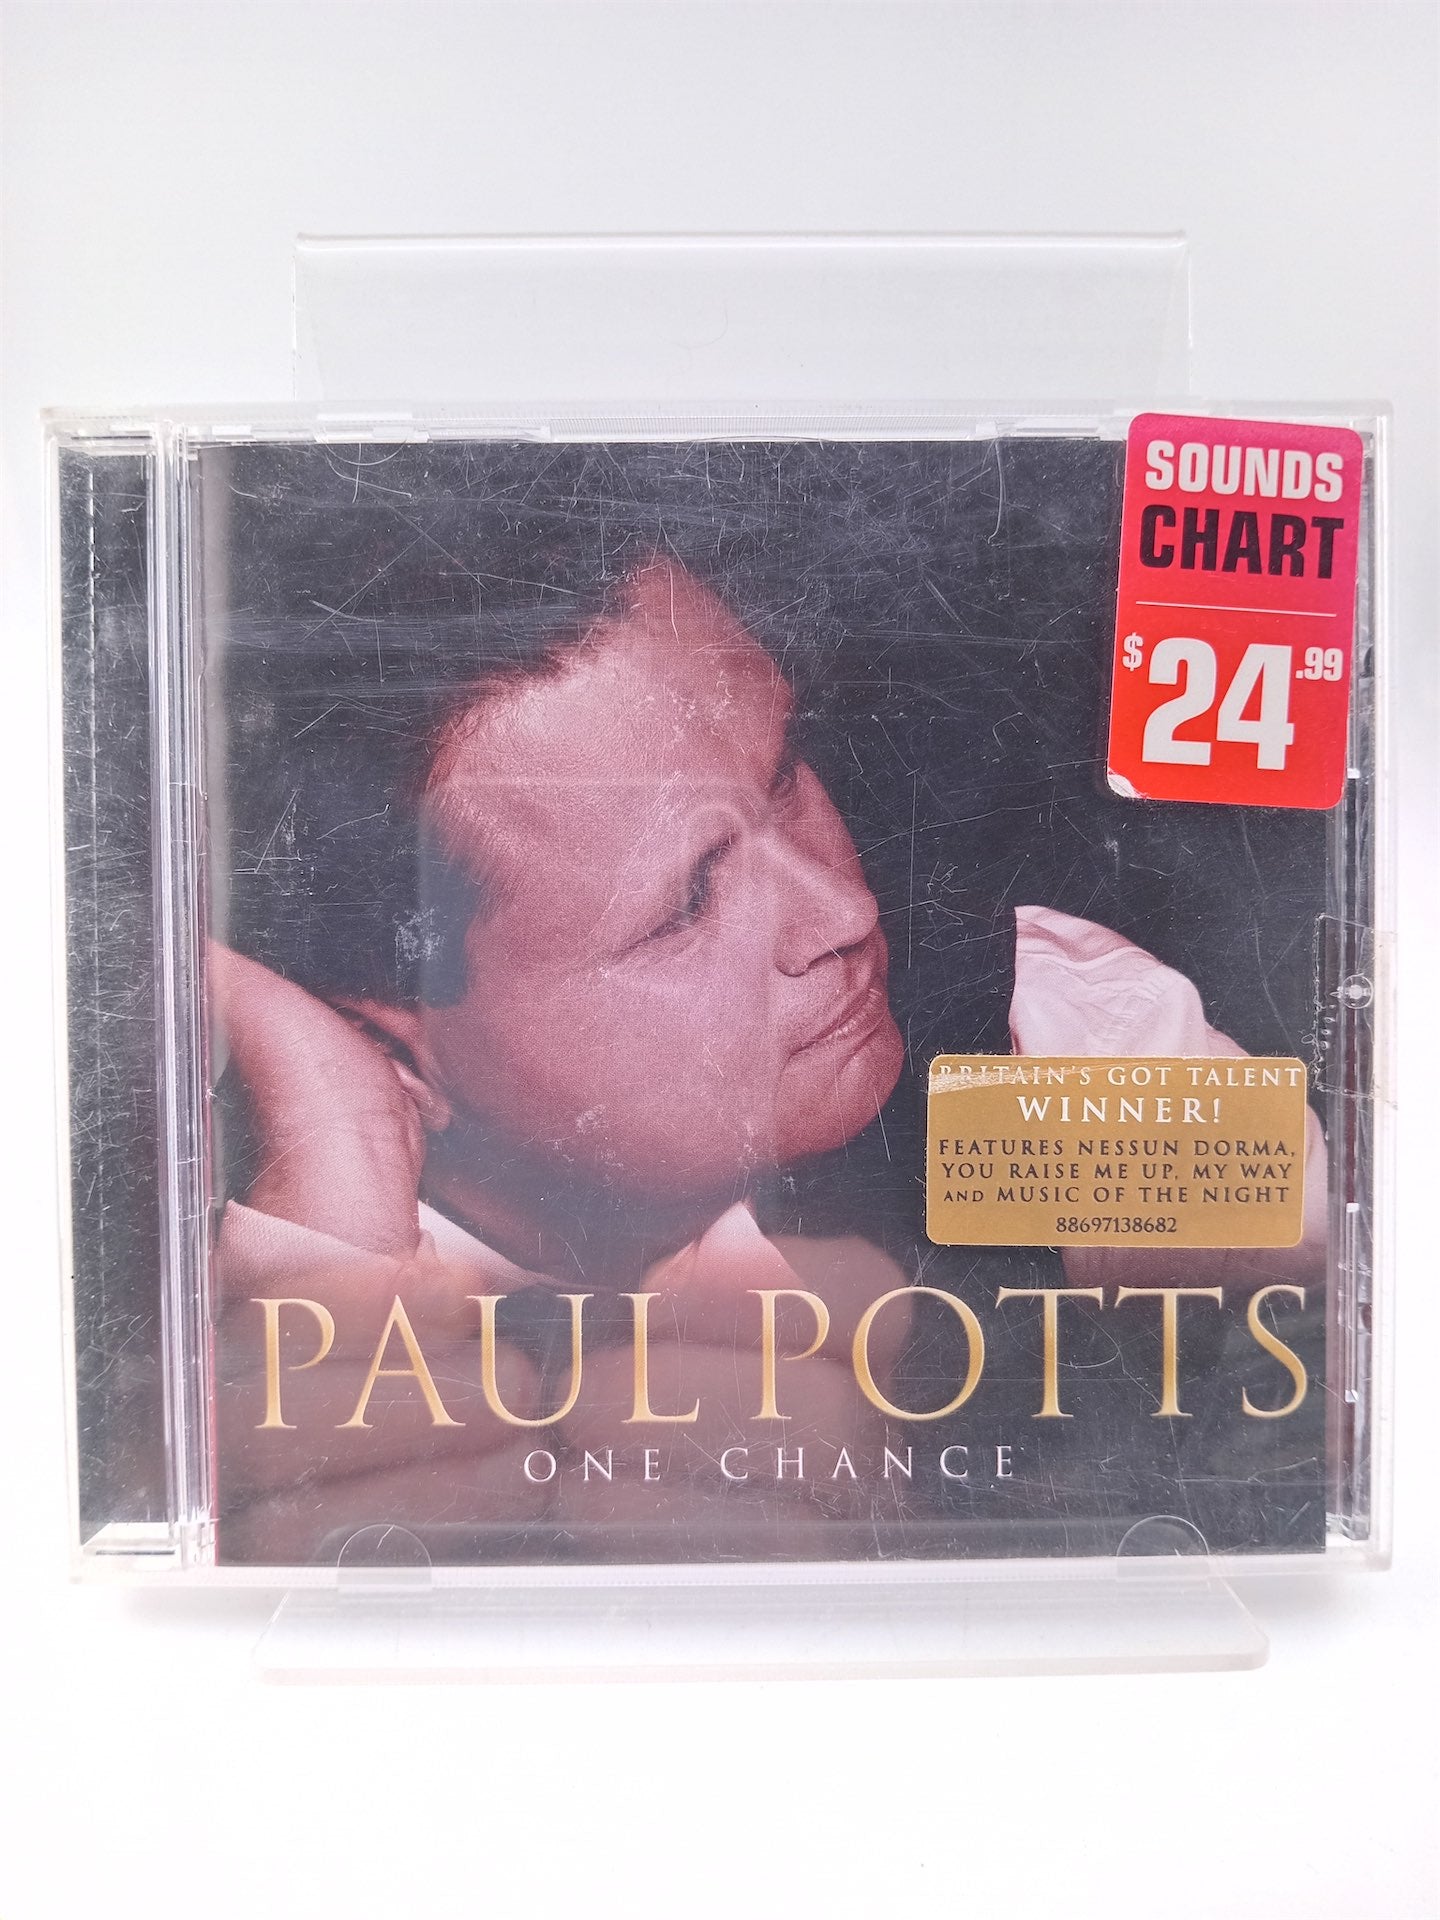 SOUNDS
CHART
$24.99
BRITAIN'S GOT TALENT
WINNER!
FEATURES NESSUN DORMA,
YOU RAISE ME UP, MY WAY
AND MUSIC OF THE NIGHT
88697138682
PAUL POTTS
ONE CHANCE